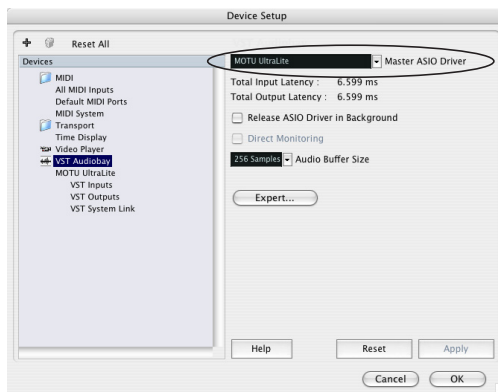 Device Setup
Reset All
Devices
MIDI
All MIDI Inputs
Default MIDI Ports
MIDI System
Transport
Time Display
Video Player
VST Audiobay
MOTU UltraLite
VST Inputs
VST Outputs
VST System Link
MOTU UltraLite Master ASIO Driver
Total Input Latency : 6.599 ms
Total Output Latency : 6.599 ms
Release ASIO Driver in Background
Direct Monitoring
256 Samples Audio Buffer Size
Expert...
Help Reset Apply
Cancel OK